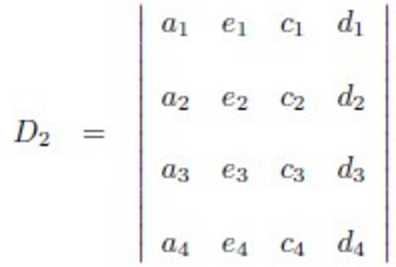 a₁ e₁ c₁ d₁
a₂ e₂ c₂ d₂
D₂ =
a₃ e₃ c₃ d₃
a₄ e₄ c₄ d₄